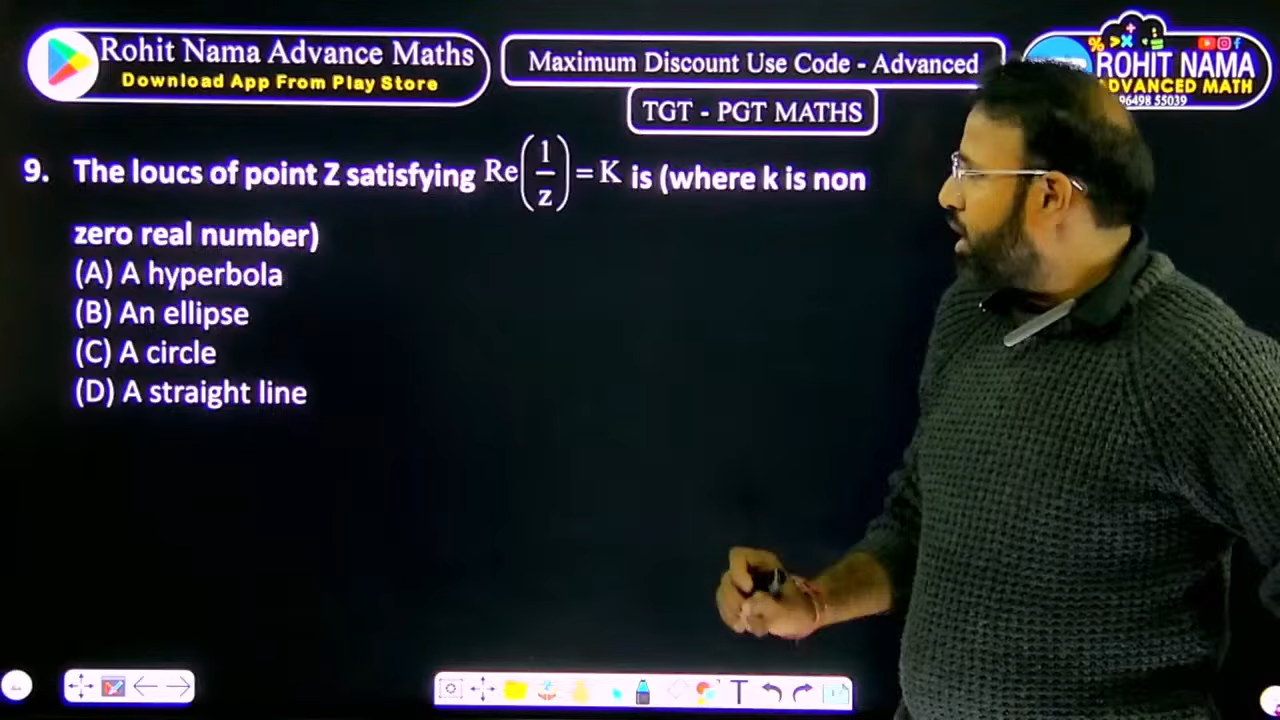 Rohit Nama Advance Maths
Download App From Play Store
Maximum Discount Use Code - Advanced
TGT - PGT MATHS
ROHIT NAMA
ADVANCED MATH
96498 55039
9. The loucs of point Z satisfying Re(1/z) = K is (where k is non
zero real number)
(A) A hyperbola
(B) An ellipse
(C) A circle
(D) A straight line